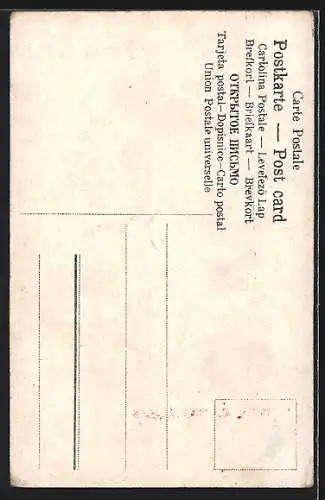 Carte Postale
Postkarte — Post card
Cartolina Postale — Levelező Lap
Brefkort — Briefkaart — Brevkort
ОТКРЫТОЕ ПИСЬМО
Tarjeta postal—Dopisnice—Carto postal
Union Postale universelle